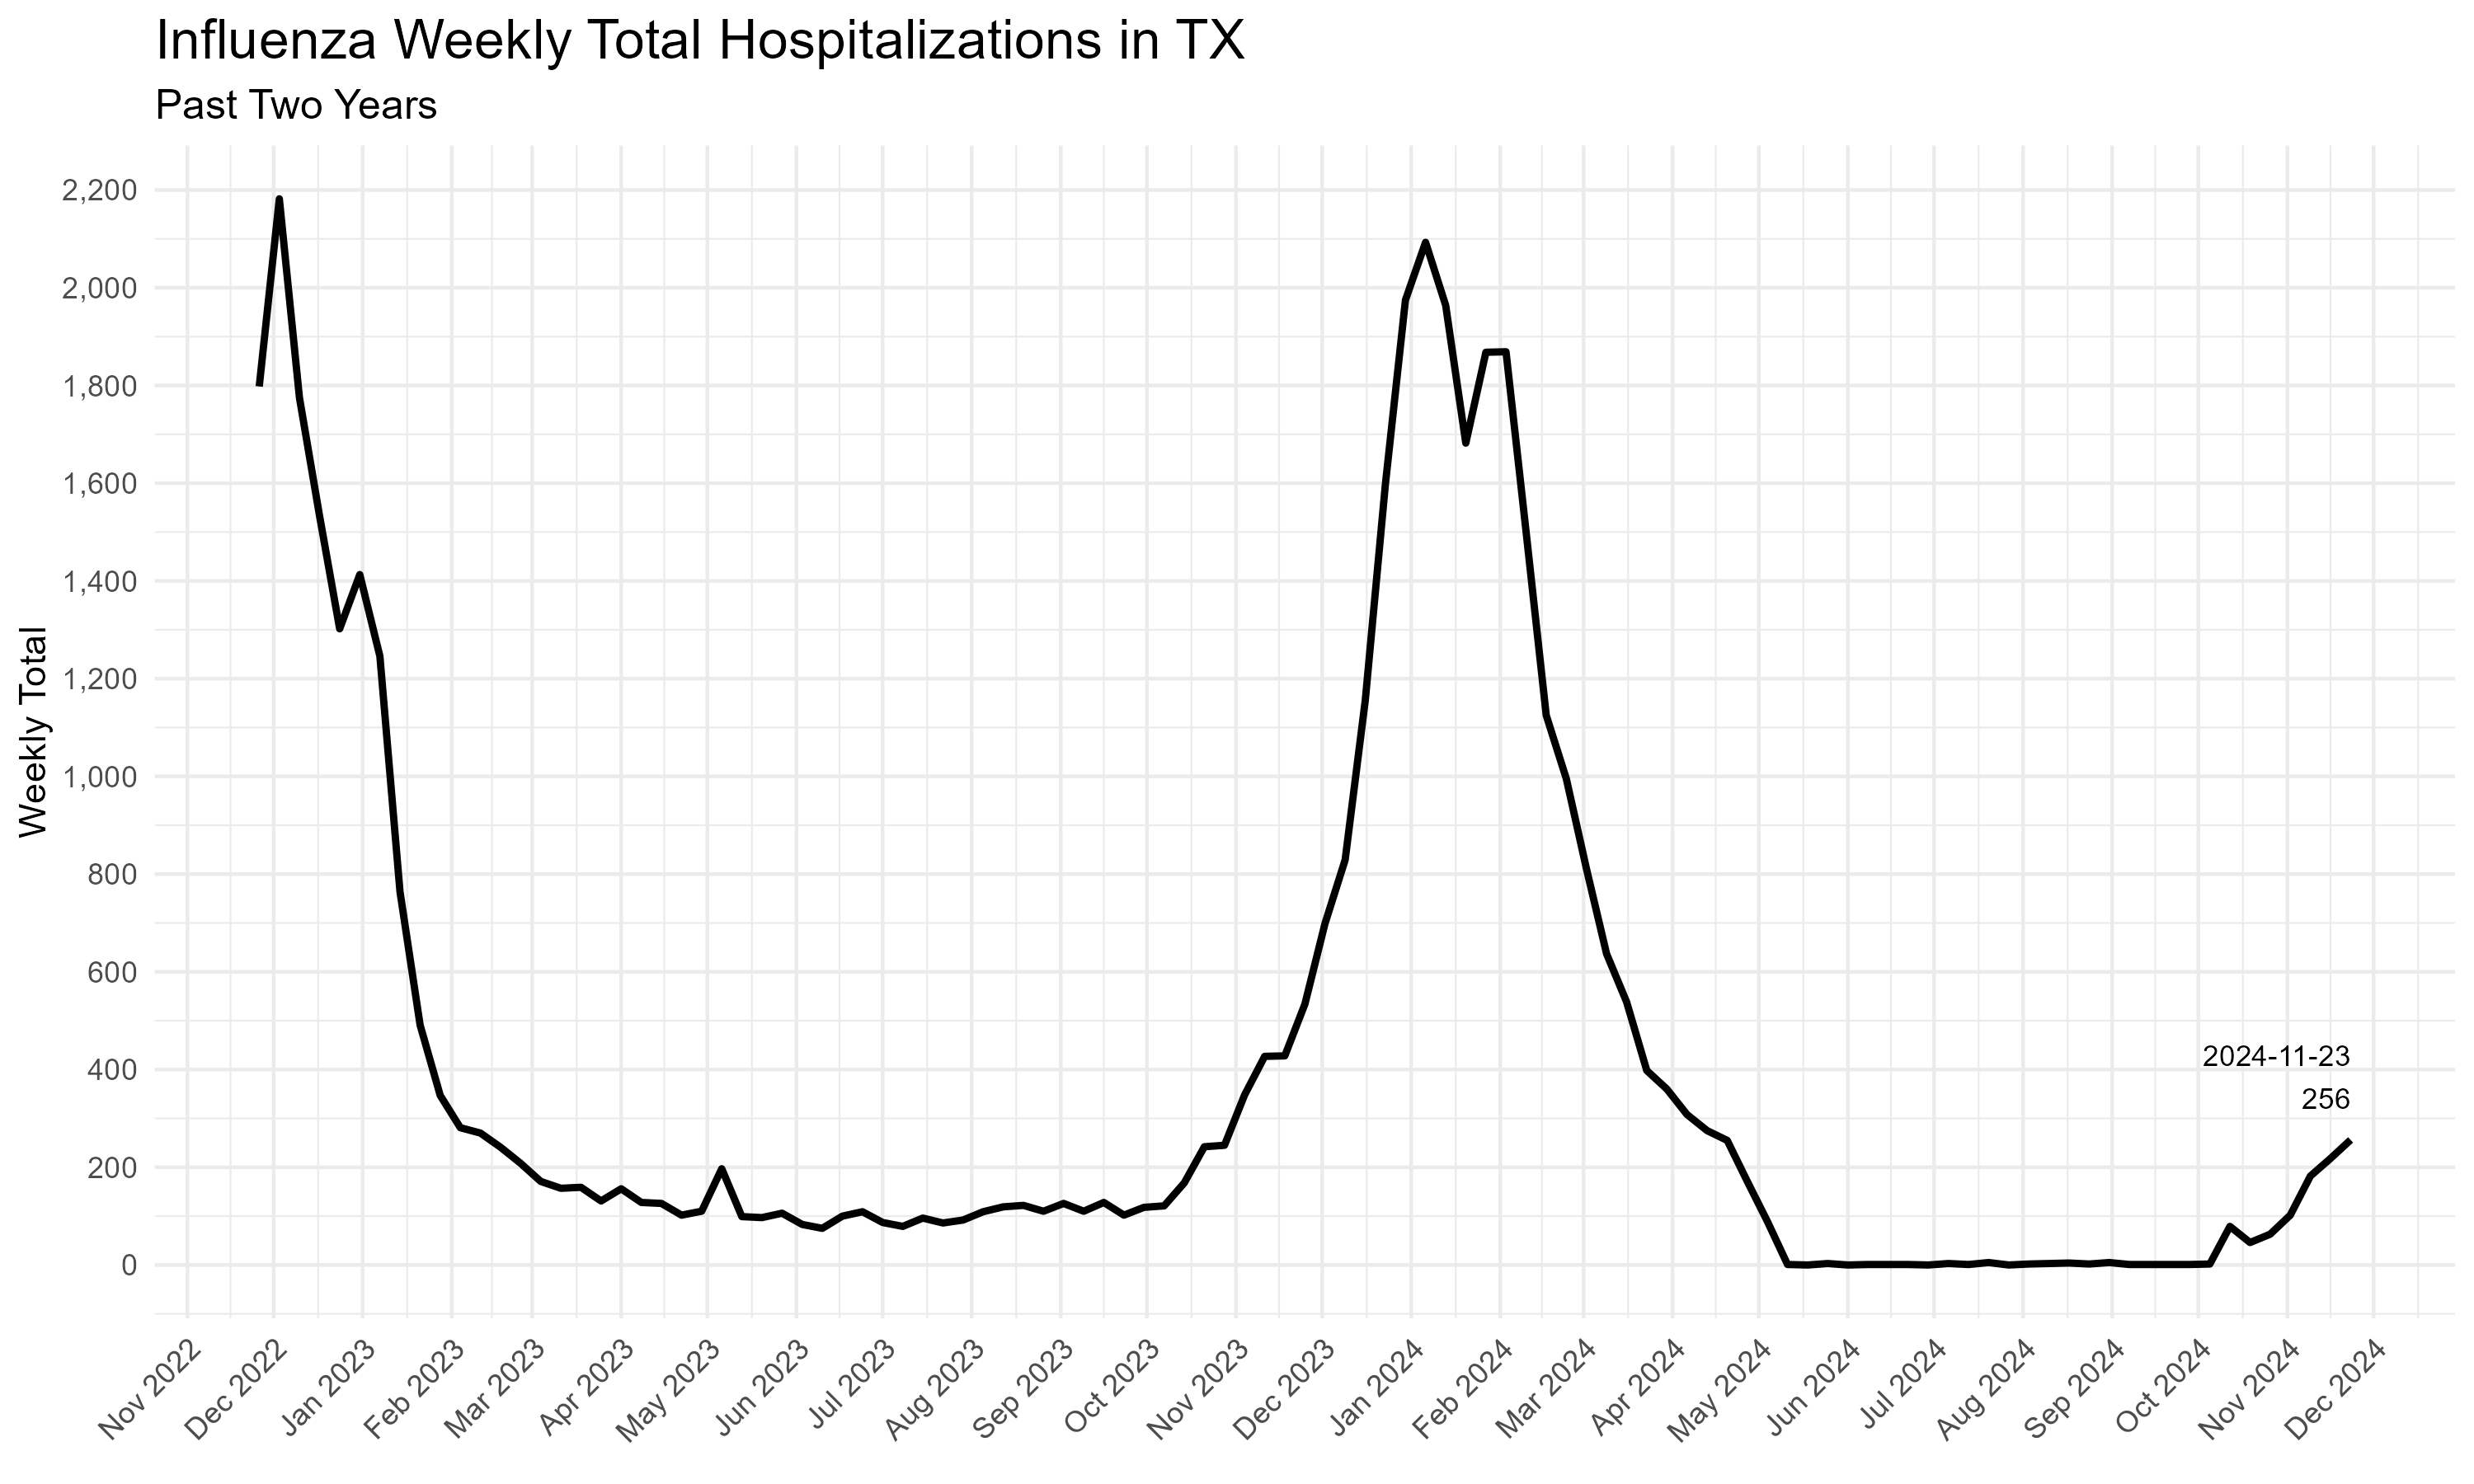 Influenza Weekly Total Hospitalizations in TX
Past Two Years
Weekly Total
2,200
2,000
1,800
1,600
1,400
1,200
1,000
800
600
400
200
0
2024-11-23
256
Nov 2022
Dec 2022
Jan 2023
Feb 2023
Mar 2023
Apr 2023
May 2023
Jun 2023
Jul 2023
Aug 2023
Sep 2023
Oct 2023
Nov 2023
Dec 2023
Jan 2024
Feb 2024
Mar 2024
Apr 2024
May 2024
Jun 2024
Jul 2024
Aug 2024
Sep 2024
Oct 2024
Nov 2024
Dec 2024